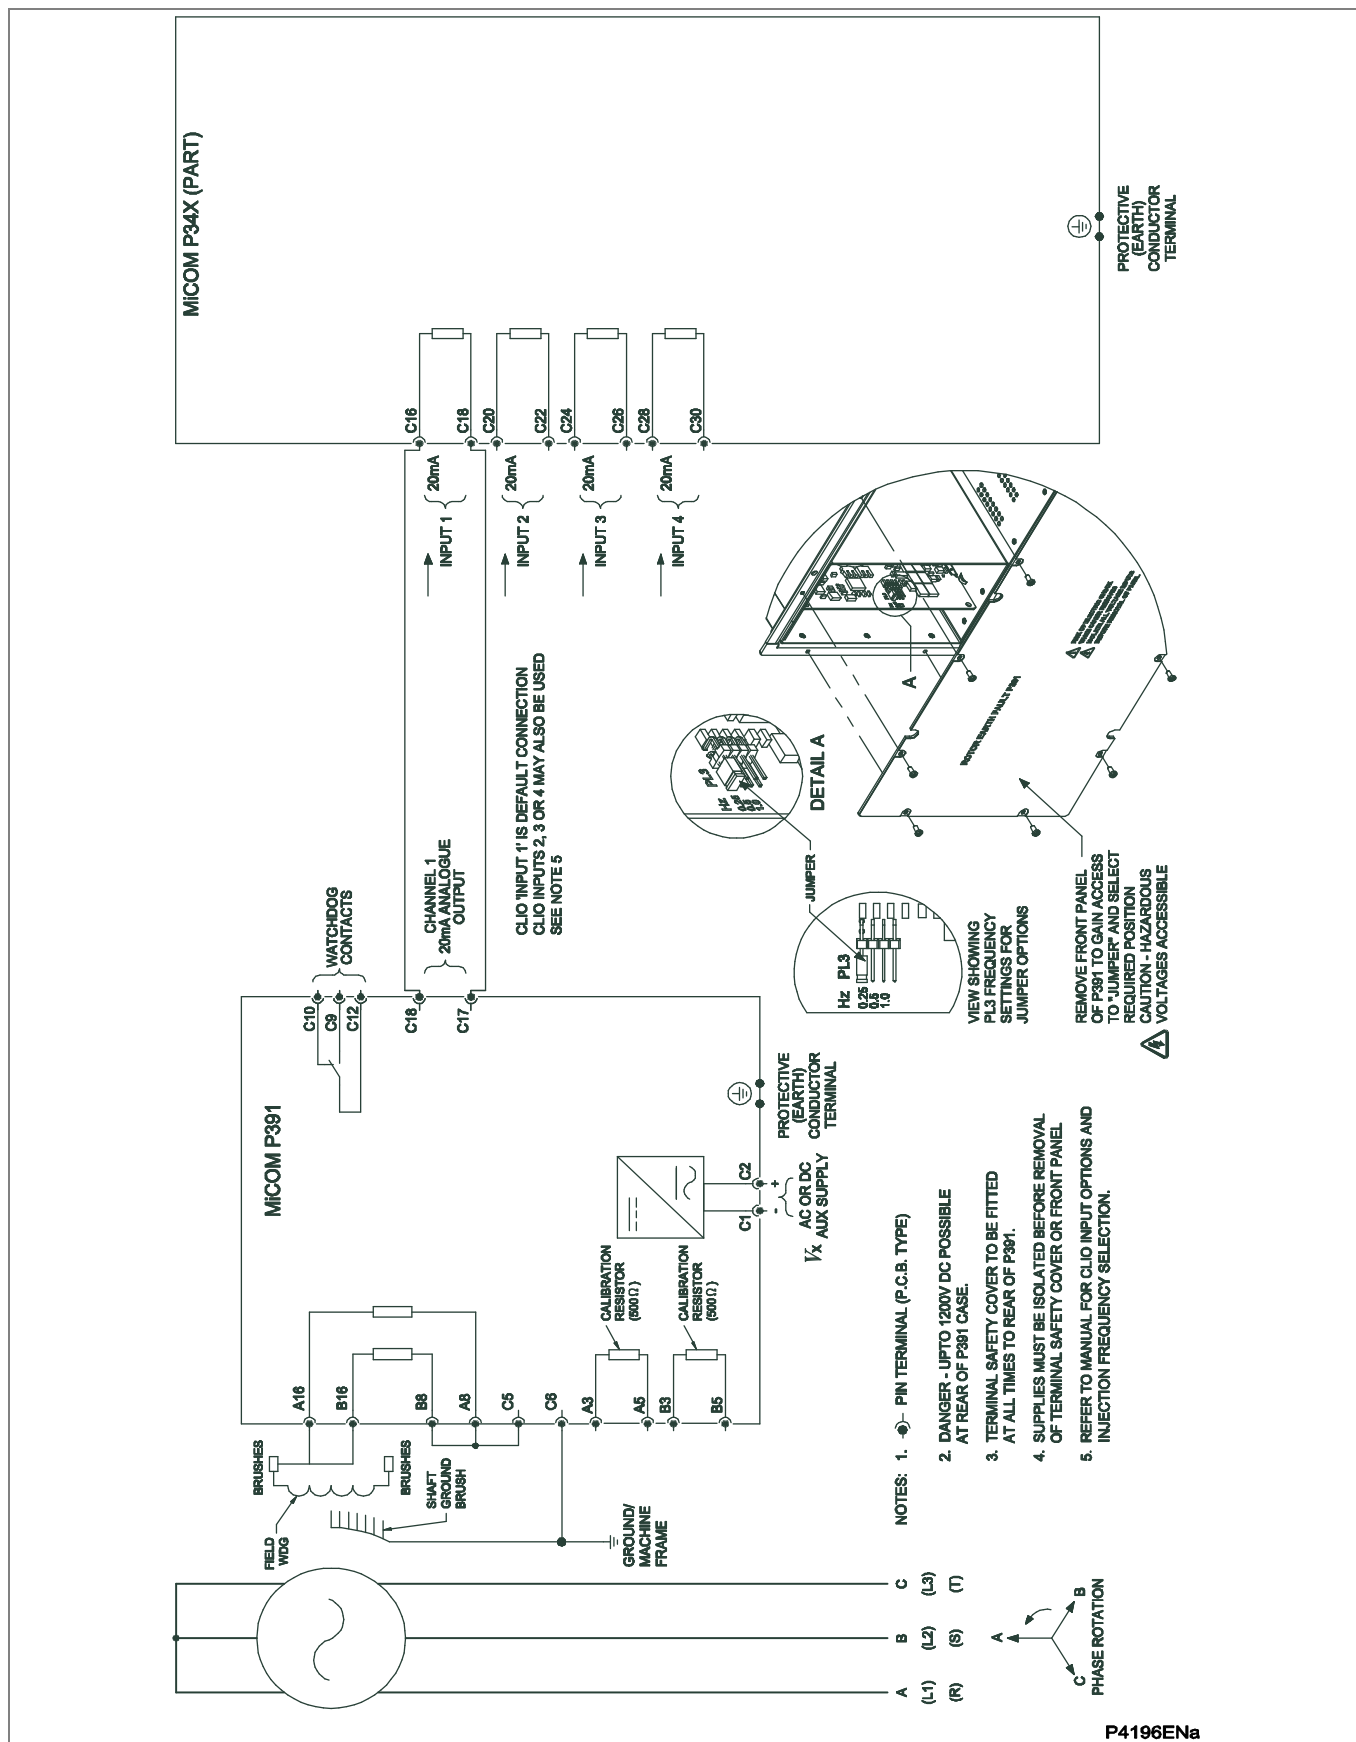 MiCOM P34X (PART)
PROTECTIVE
(EARTH)
CONDUCTOR
TERMINAL
C16
C18
C20
C22
C24
C26
C28
C30
20mA
INPUT 1
20mA
INPUT 2
20mA
INPUT 3
20mA
INPUT 4
CHANNEL 1
20mA ANALOGUE
OUTPUT
CLIO 'INPUT 1' IS DEFAULT CONNECTION
CLIO INPUTS 2, 3 OR 4 MAY ALSO BE USED
SEE NOTE 5
WATCHDOG
CONTACTS
C10
C9
C12
C18
C17
MiCOM P391
PROTECTIVE
(EARTH)
CONDUCTOR
TERMINAL
C1
C2
- +
AC OR DC
Vx AUX SUPPLY
CALIBRATION
RESISTOR
(500Ω)
CALIBRATION
RESISTOR
(500Ω)
A16
B16
B8
A8
C5
C6
A3
A5
B3
B5
BRUSHES
BRUSHES
FIELD
WDG
SHAFT
GROUND
BRUSH
GROUND/
MACHINE
FRAME
A B C
(L1) (L2) (L3)
(R) (S) (T)
A
B
C
PHASE ROTATION
DETAIL A
PL3
Hz
A
ROTOR EARTH FAULT P391
JUMPER
Hz PL3
0.25
0.5
1.0
VIEW SHOWING
PL3 FREQUENCY
SETTINGS FOR
JUMPER OPTIONS
REMOVE FRONT PANEL
OF P391 TO GAIN ACCESS
TO "JUMPER" AND SELECT
REQUIRED POSITION
CAUTION - HAZARDOUS
VOLTAGES ACCESSIBLE
NOTES: 1. PIN TERMINAL (P.C.B. TYPE)
2. DANGER - UPTO 1200V DC POSSIBLE
AT REAR OF P391 CASE.
3. TERMINAL SAFETY COVER TO BE FITTED
AT ALL TIMES TO REAR OF P391.
4. SUPPLIES MUST BE ISOLATED BEFORE REMOVAL
OF TERMINAL SAFETY COVER OR FRONT PANEL
5. REFER TO MANUAL FOR CLIO INPUT OPTIONS AND
INJECTION FREQUENCY SELECTION.
P4196ENa